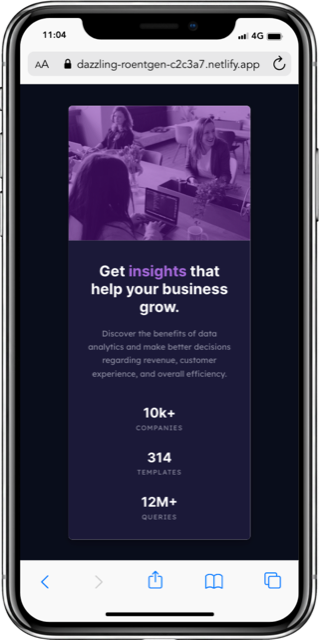 11:04
4G
AA dazzling-roentgen-c2c3a7.netlify.app
Get insights that
help your business
grow.
Discover the benefits of data
analytics and make better decisions
regarding revenue, customer
experience, and overall efficiency.
10k+
COMPANIES
314
TEMPLATES
12M+
QUERIES